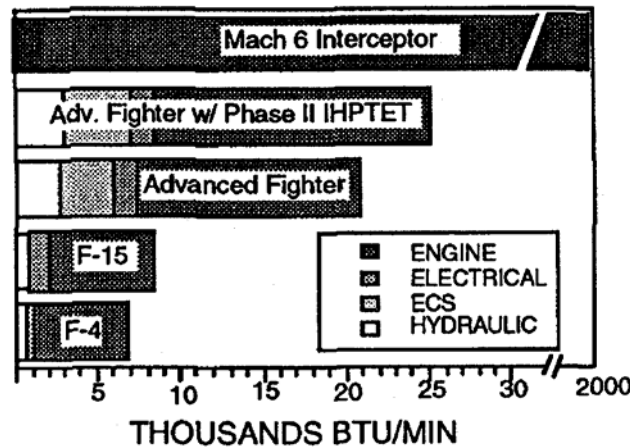 Mach 6 Interceptor
Adv. Fighter w/ Phase II IHPTET
Advanced Fighter
F-15
F-4
ENGINE
ELECTRICAL
ECS
HYDRAULIC
5 10 15 20 25 30 2000
THOUSANDS BTU/MIN